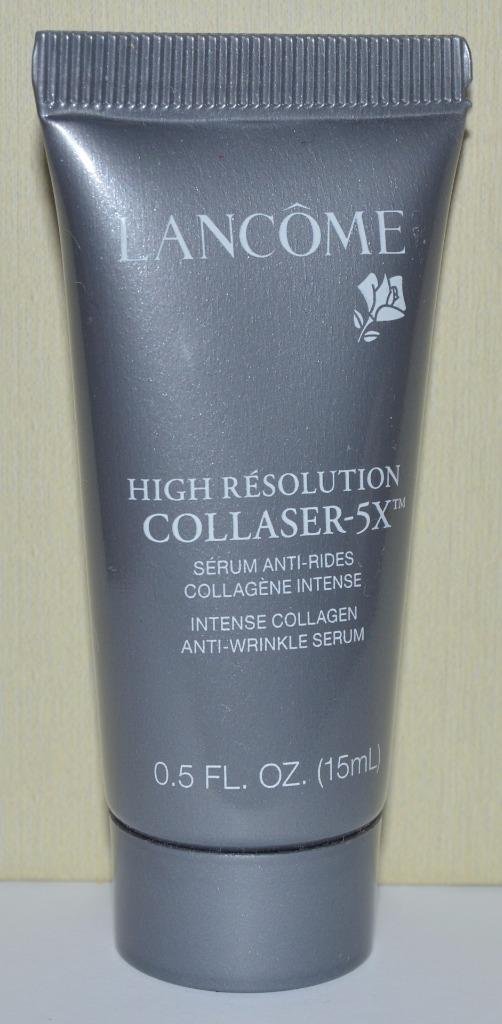 LANCÔME
HIGH RÉSOLUTION
COLLASER-5X™
SÉRUM ANTI-RIDES
COLLAGÈNE INTENSE
INTENSE COLLAGEN
ANTI-WRINKLE SERUM
0.5 FL. OZ. (15mL)